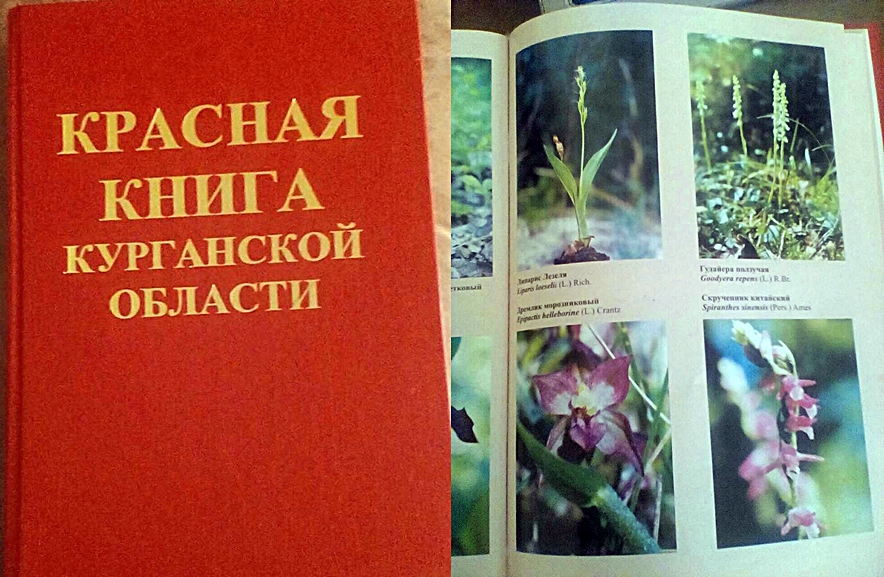 КРАСНАЯ
КНИГА
КУРГАНСКОЙ
ОБЛАСТИ
Липарис Лезеля
Liparis loeselii (L.) Rich.
Дремлик морозниковый
Epipactis helleborine (L.) Crantz
Гудайера ползучая
Goodyera repens (L.) R.Br.
Скрученник китайский
Spiranthes sinensis (Pers.) Ames